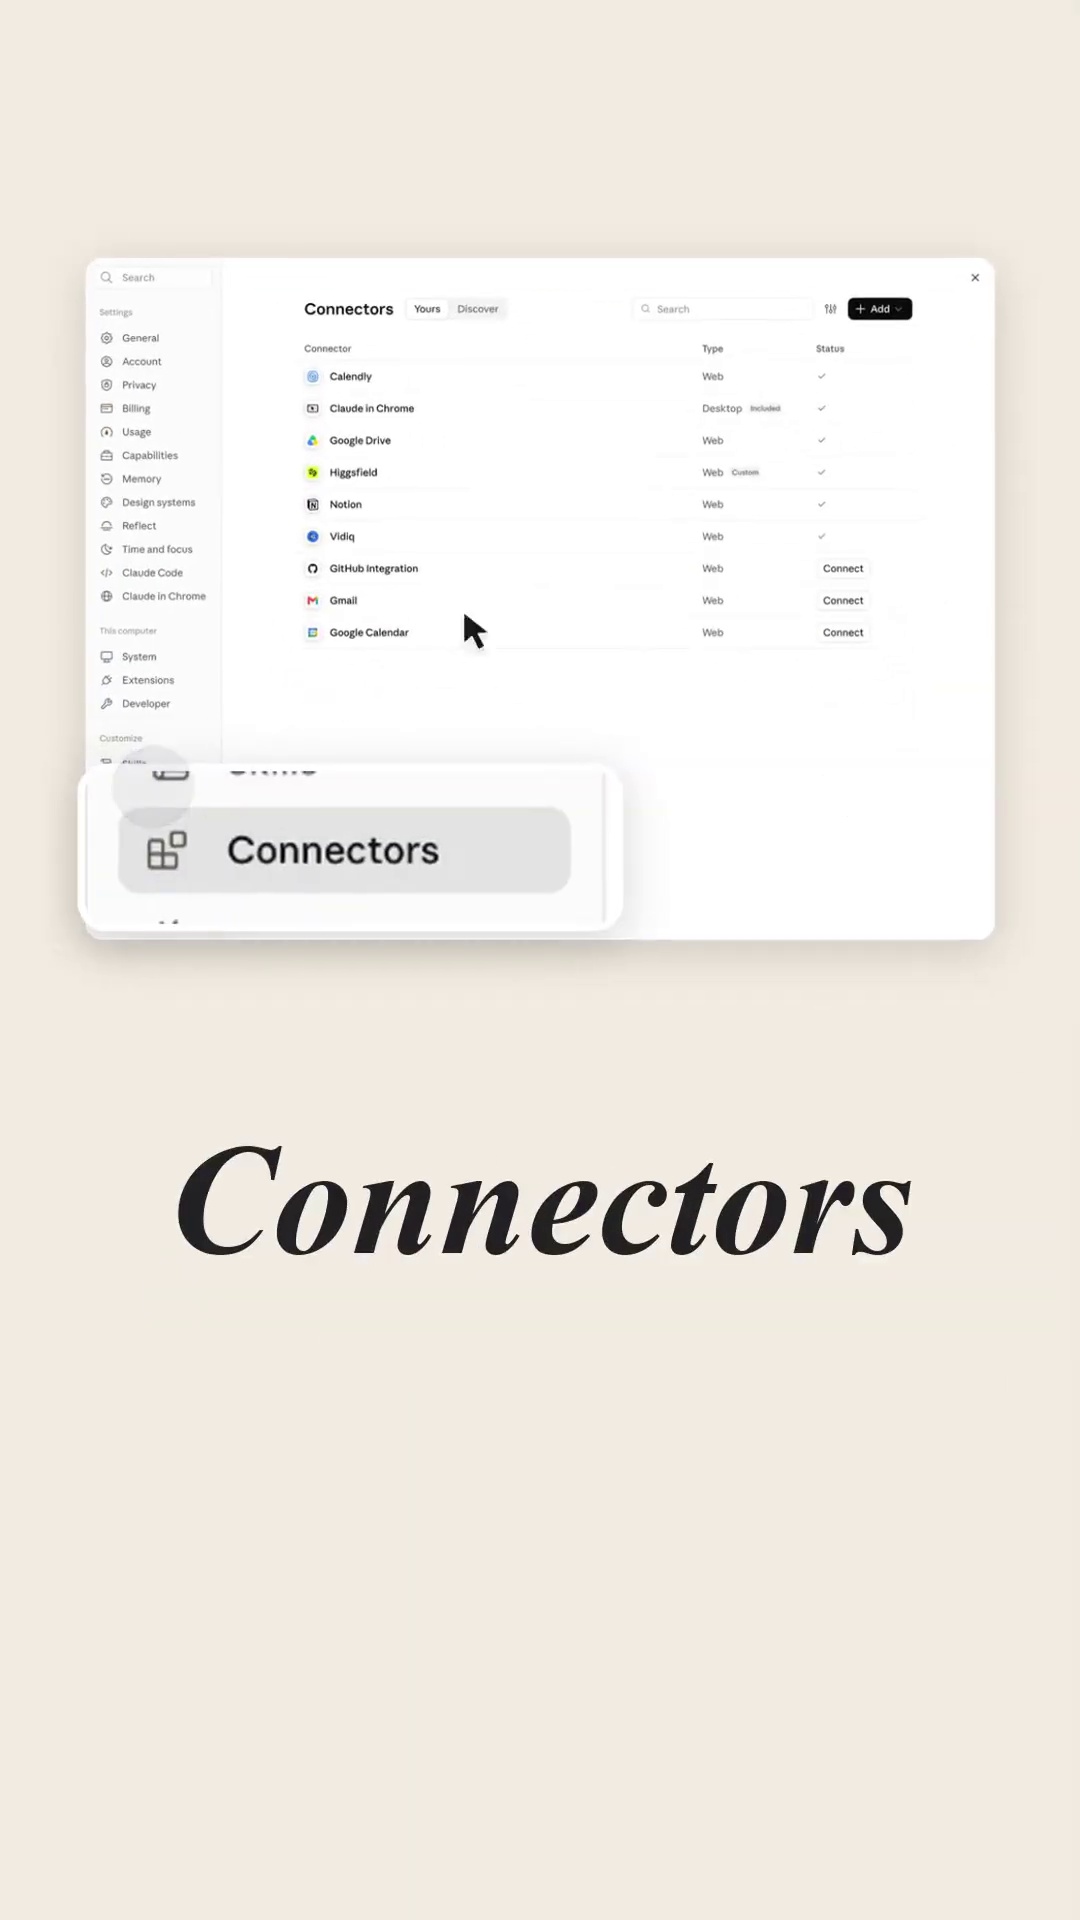 Search
Settings
General
Account
Privacy
Billing
Usage
Capabilities
Memory
Design systems
Reflect
Time and focus
Claude Code
Claude in Chrome
This computer
System
Extensions
Developer
Customize
Connectors Yours Discover Search Add
Connector Type Status
Calendly Web
Claude in Chrome Desktop Included
Google Drive Web
Higgsfield Web Custom
Notion Web
Vidiq Web
GitHub Integration Web Connect
Gmail Web Connect
Google Calendar Web Connect
Connectors
Connectors